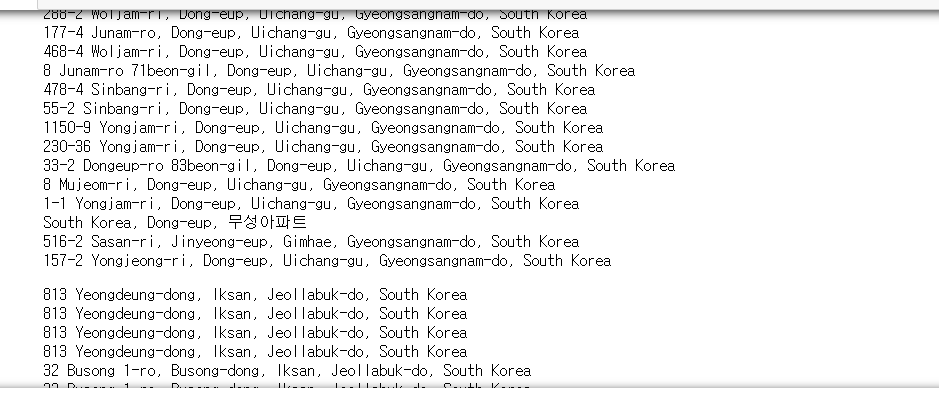 288-2 Woljam-ri, Dong-eup, Uichang-gu, Gyeongsangnam-do, South Korea
177-4 Junam-ro, Dong-eup, Uichang-gu, Gyeongsangnam-do, South Korea
468-4 Woljam-ri, Dong-eup, Uichang-gu, Gyeongsangnam-do, South Korea
8 Junam-ro 71beon-gil, Dong-eup, Uichang-gu, Gyeongsangnam-do, South Korea
478-4 Sinbang-ri, Dong-eup, Uichang-gu, Gyeongsangnam-do, South Korea
55-2 Sinbang-ri, Dong-eup, Uichang-gu, Gyeongsangnam-do, South Korea
1150-9 Yongjam-ri, Dong-eup, Uichang-gu, Gyeongsangnam-do, South Korea
230-36 Yongjam-ri, Dong-eup, Uichang-gu, Gyeongsangnam-do, South Korea
33-2 Dongeup-ro 83beon-gil, Dong-eup, Uichang-gu, Gyeongsangnam-do, South Korea
8 Mujeom-ri, Dong-eup, Uichang-gu, Gyeongsangnam-do, South Korea
1-1 Yongjam-ri, Dong-eup, Uichang-gu, Gyeongsangnam-do, South Korea
South Korea, Dong-eup, 무성아파트
516-2 Sasan-ri, Jinyeong-eup, Gimhae, Gyeongsangnam-do, South Korea
157-2 Yongjeong-ri, Dong-eup, Uichang-gu, Gyeongsangnam-do, South Korea
813 Yeongdeung-dong, Iksan, Jeollabuk-do, South Korea
813 Yeongdeung-dong, Iksan, Jeollabuk-do, South Korea
813 Yeongdeung-dong, Iksan, Jeollabuk-do, South Korea
813 Yeongdeung-dong, Iksan, Jeollabuk-do, South Korea
32 Busong 1-ro, Busong-dong, Iksan, Jeollabuk-do, South Korea